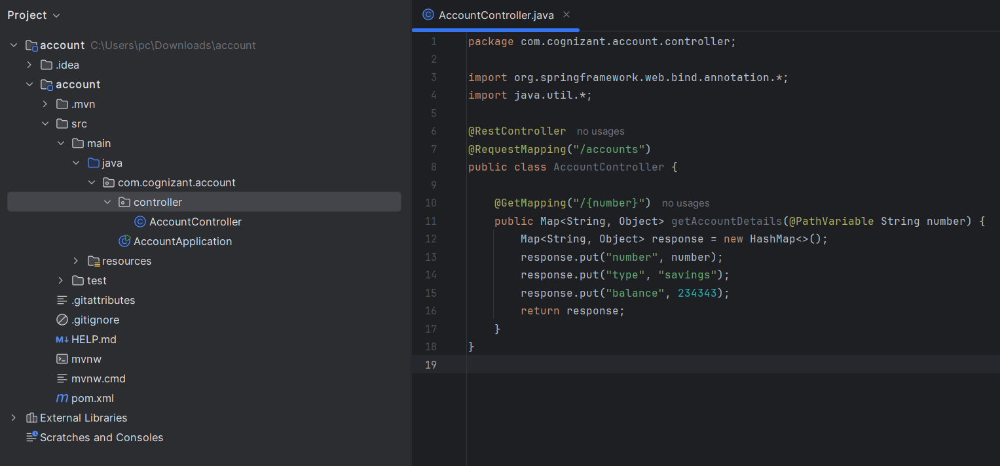 Project
account C:\Users\pc\Downloads\account
.idea
account
.mvn
src
main
java
com.cognizant.account
controller
AccountController
AccountApplication
resources
test
.gitattributes
.gitignore
M↓ HELP.md
mvnw
mvnw.cmd
m pom.xml
External Libraries
Scratches and Consoles
AccountController.java
1 package com.cognizant.account.controller;
2
3 import org.springframework.web.bind.annotation.*;
4 import java.util.*;
5
6 @RestController no usages
7 @RequestMapping("/accounts")
8 public class AccountController {
9
10 @GetMapping("/{number}") no usages
11 public Map<String, Object> getAccountDetails(@PathVariable String number) {
12 Map<String, Object> response = new HashMap<>();
13 response.put("number", number);
14 response.put("type", "savings");
15 response.put("balance", 234343);
16 return response;
17 }
18 }
19